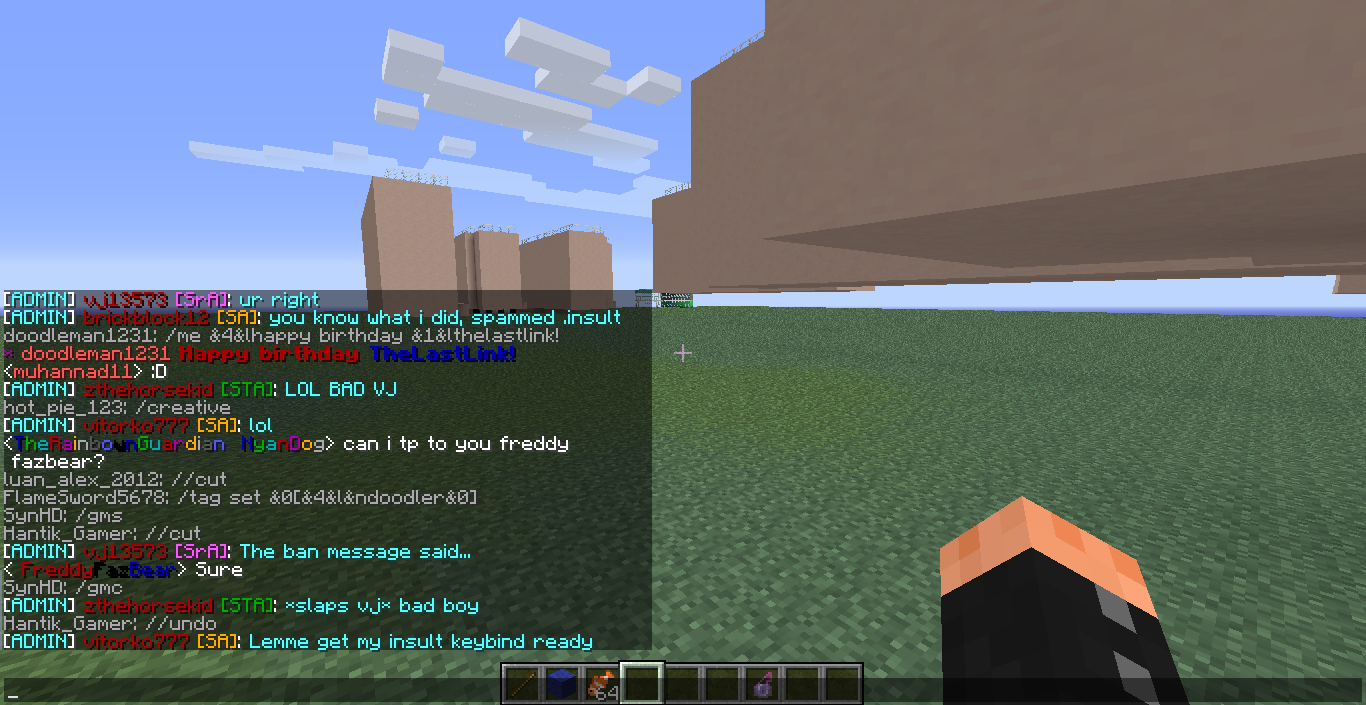 [ADMIN] vj13573 [SrA]: ur right
[ADMIN] brickblock12 [SA]: you know what i did, spammed .insult
doodleman1231: /me &4&lhappy birthday &1&lthelastlink!
* doodleman1231 Happy birthday TheLastLink!
<muhannad11> :D
[ADMIN] zthehorsekid [STA]: LOL BAD VJ
hot_pie_123: /creative
[ADMIN] vitorko777 [SA]: lol
<TheRainbownGuardian NyanDog> can i tp to you freddy
fazbear?
luan_alex_2012: //cut
FlameSword5678: /tag set &0[&4&l&ndoodler&0]
SynHD: /gms
Hantik_Gamer: //cut
[ADMIN] vj13573 [SrA]: The ban message said...
< FreddyFazBear> Sure
SynHD: /gmc
[ADMIN] zthehorsekid [STA]: *slaps vj* bad boy
Hantik_Gamer: //undo
[ADMIN] vitorko777 [SA]: Lemme get my insult keybind ready
64
_